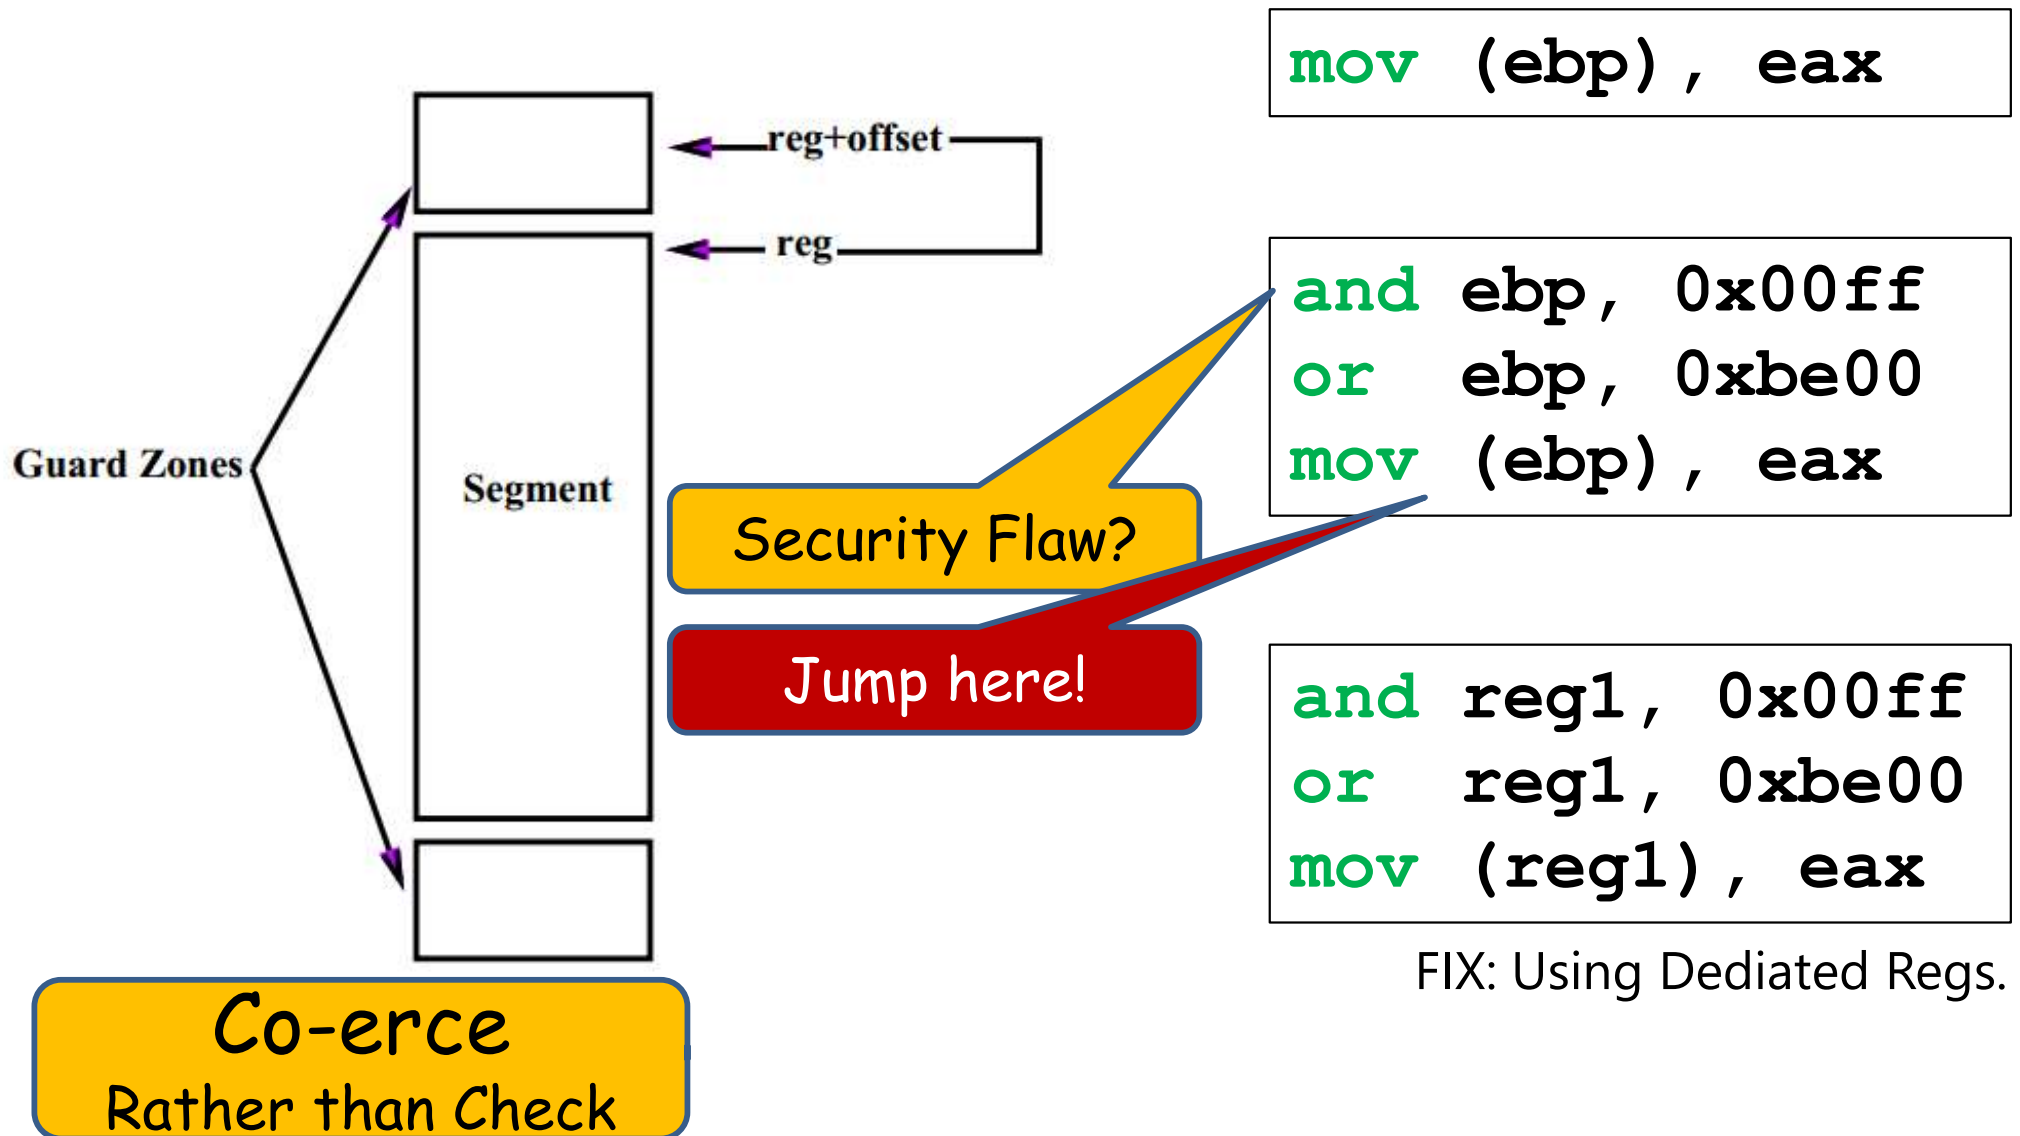 reg+offset
reg
Guard Zones
Segment
Co-erce
Rather than Check
Security Flaw?
Jump here!
mov (ebp), eax
and ebp, 0x00ff
or ebp, 0xbe00
mov (ebp), eax
and reg1, 0x00ff
or reg1, 0xbe00
mov (reg1), eax
FIX: Using Dediated Regs.